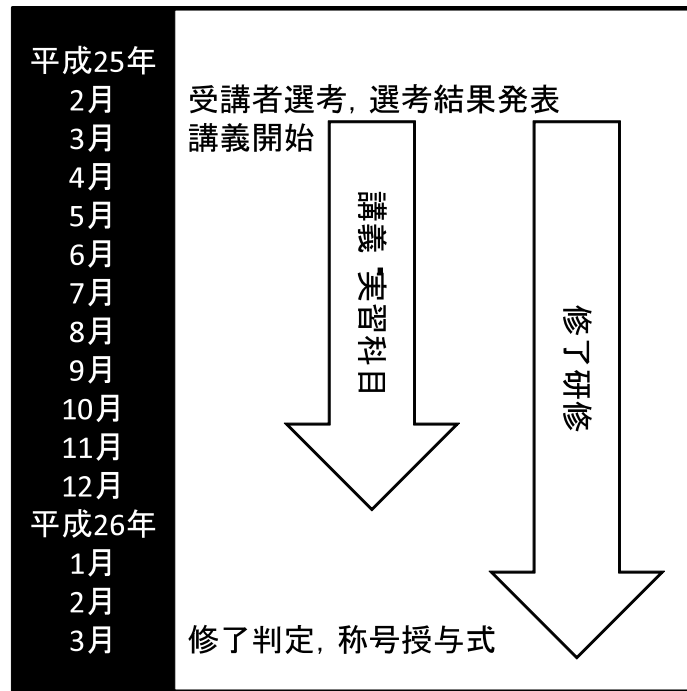 平成25年
2月 受講者選考，選考結果発表
3月 講義開始
4月
5月
6月
7月
8月
9月
10月
11月
12月
平成26年
1月
2月
3月 修了判定，称号授与式
講義・実習科目
修了研修